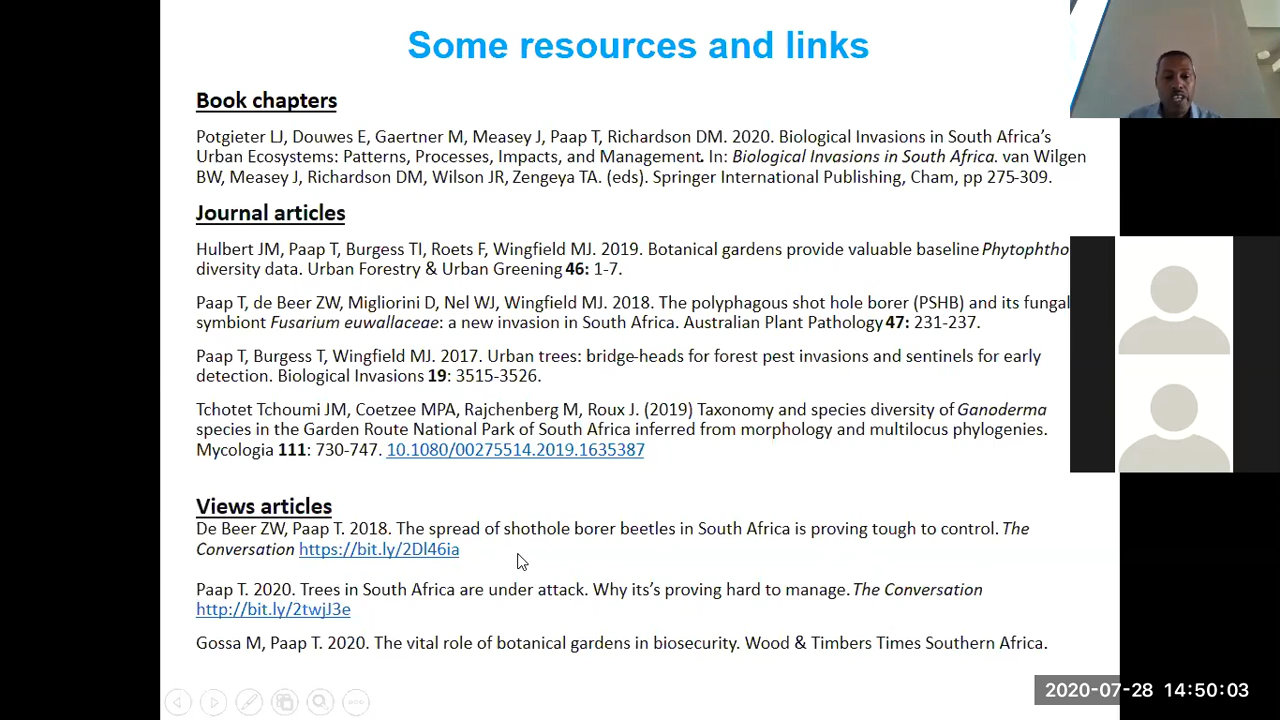 Some resources and links
Book chapters
Potgieter LJ, Douwes E, Gaertner M, Measey J, Paap T, Richardson DM. 2020. Biological Invasions in South Africa's
Urban Ecosystems: Patterns, Processes, Impacts, and Management. In: Biological Invasions in South Africa. van Wilgen
BW, Measey J, Richardson DM, Wilson JR, Zengeya TA. (eds). Springer International Publishing, Cham, pp 275-309.
Journal articles
Hulbert JM, Paap T, Burgess TI, Roets F, Wingfield MJ. 2019. Botanical gardens provide valuable baseline Phytophtho
diversity data. Urban Forestry & Urban Greening 46: 1-7.
Paap T, de Beer ZW, Migliorini D, Nel WJ, Wingfield MJ. 2018. The polyphagous shot hole borer (PSHB) and its fungal
symbiont Fusarium euwallaceae: a new invasion in South Africa. Australian Plant Pathology 47: 231-237.
Paap T, Burgess T, Wingfield MJ. 2017. Urban trees: bridge-heads for forest pest invasions and sentinels for early
detection. Biological Invasions 19: 3515-3526.
Tchotet Tchoumi JM, Coetzee MPA, Rajchenberg M, Roux J. (2019) Taxonomy and species diversity of Ganoderma
species in the Garden Route National Park of South Africa inferred from morphology and multilocus phylogenies.
Mycologia 111: 730-747. 10.1080/00275514.2019.1635387
Views articles
De Beer ZW, Paap T. 2018. The spread of shothole borer beetles in South Africa is proving tough to control. The
Conversation https://bit.ly/2Dl46ia
Paap T. 2020. Trees in South Africa are under attack. Why its's proving hard to manage. The Conversation
http://bit.ly/2twjJ3e
Gossa M, Paap T. 2020. The vital role of botanical gardens in biosecurity. Wood & Timbers Times Southern Africa.
2020-07-28 14:50:03